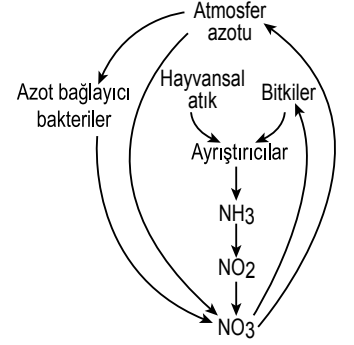 Atmosfer
azotu
Hayvansal
atık
Bitkiler
Azot bağlayıcı
bakteriler
Ayrıştırıcılar
NH3
NO2
NO3